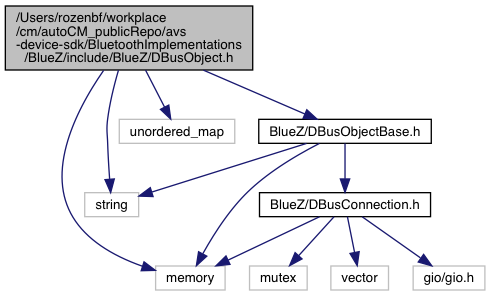 /Users/rozenbf/workplace
/cm/autoCM_publicRepo/avs
-device-sdk/BluetoothImplementations
/BlueZ/include/BlueZ/DBusObject.h
unordered_map
BlueZ/DBusObjectBase.h
string
BlueZ/DBusConnection.h
memory
mutex
vector
gio/gio.h